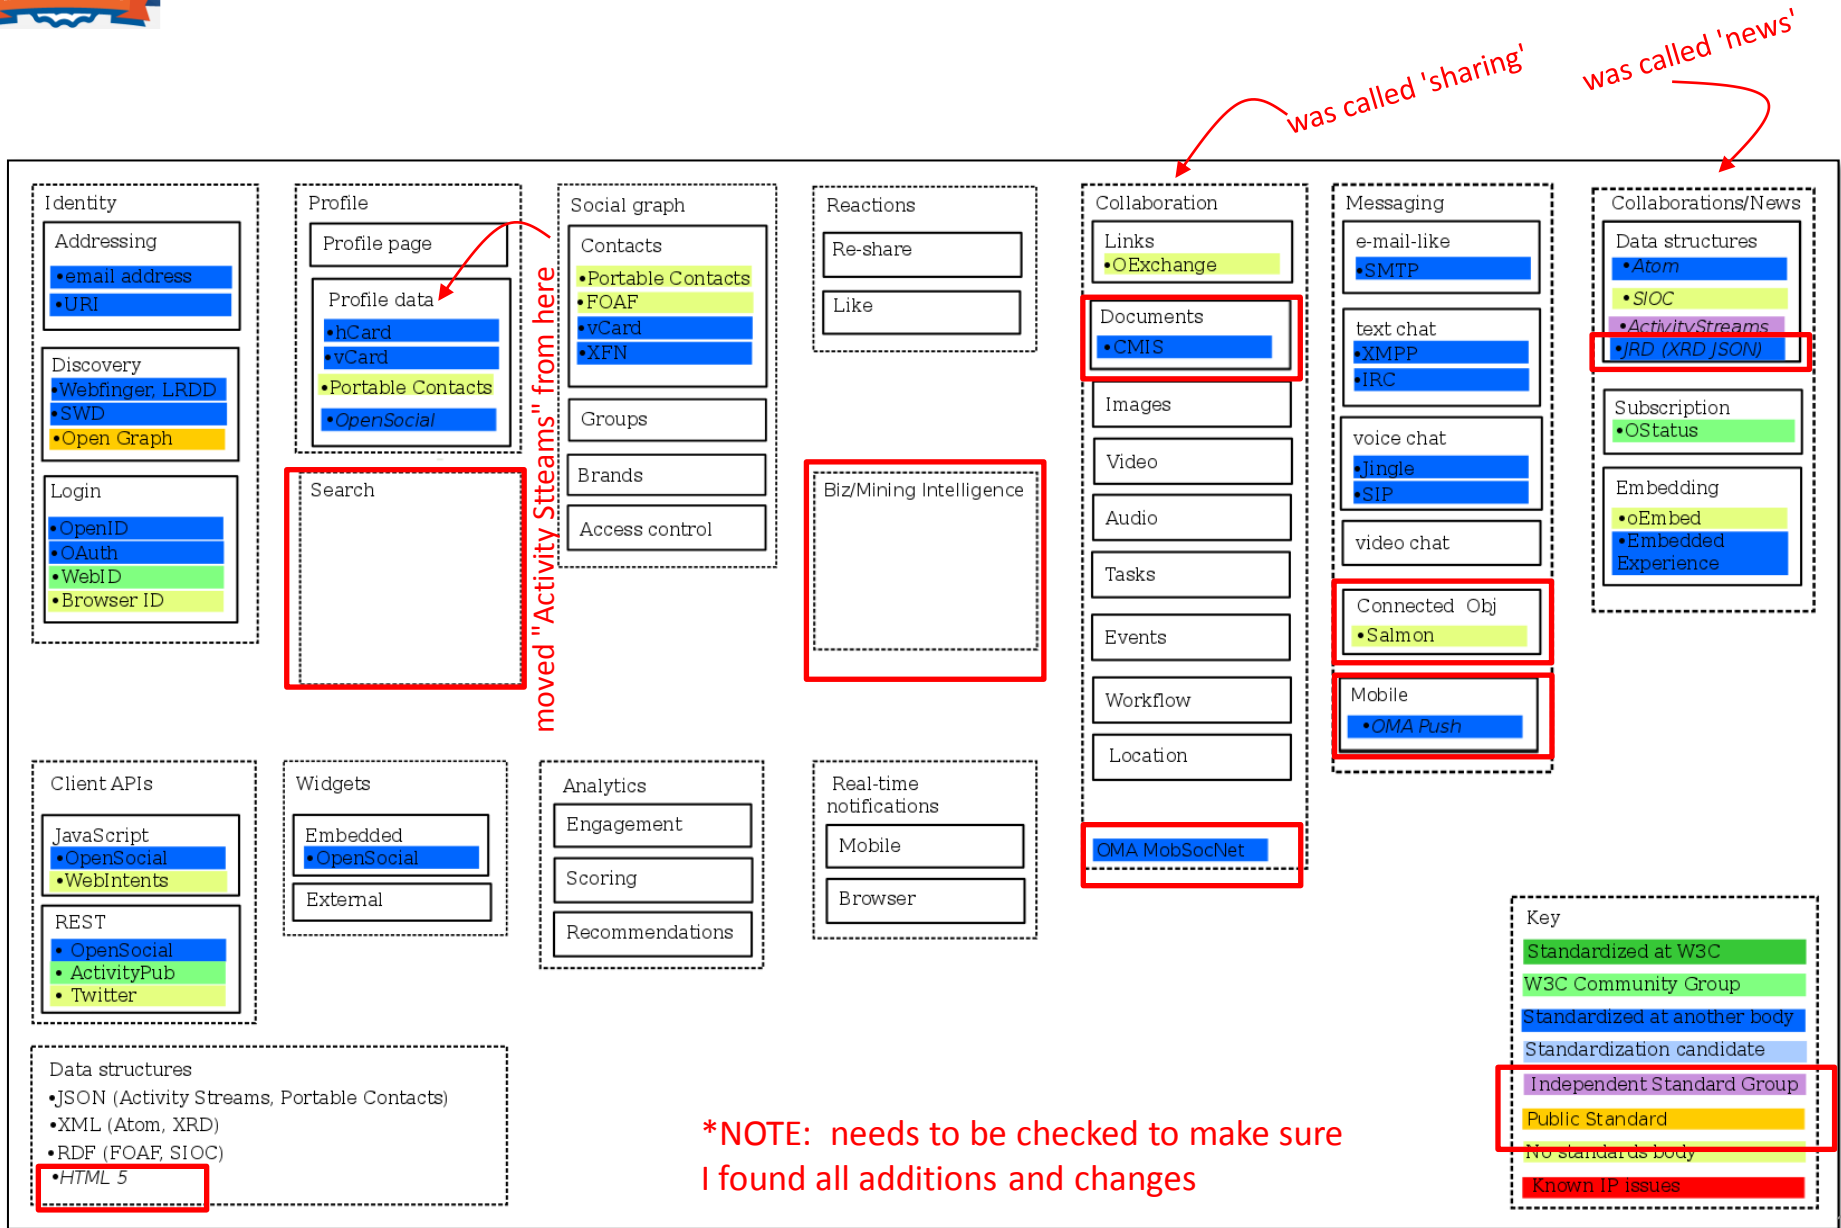 was called 'sharing'
was called 'news'
Identity
Addressing
•email address
•URI
Discovery
•Webfinger, LRDD
•SWD
•Open Graph
Login
•OpenID
•OAuth
•WebID
•Browser ID
Profile
Profile page
Profile data
•hCard
•vCard
•Portable Contacts
•OpenSocial
Search
moved "Activity Stteams" from here
Social graph
Contacts
•Portable Contacts
•FOAF
•vCard
•XFN
Groups
Brands
Access control
Reactions
Re-share
Like
Biz/Mining Intelligence
Collaboration
Links
•OExchange
Documents
•CMIS
Images
Video
Audio
Tasks
Events
Workflow
Location
OMA MobSocNet
Messaging
e-mail-like
•SMTP
text chat
•XMPP
•IRC
voice chat
•Jingle
•SIP
video chat
Connected Obj
•Salmon
Mobile
•OMA Push
Collaborations/News
Data structures
•Atom
•SIOC
•ActivityStreams
•JRD (XRD JSON)
Subscription
•OStatus
Embedding
•oEmbed
•Embedded
Experience
Client APIs
JavaScript
•OpenSocial
•WebIntents
REST
• OpenSocial
• ActivityPub
• Twitter
Widgets
Embedded
•OpenSocial
External
Analytics
Engagement
Scoring
Recommendations
Real-time
notifications
Mobile
Browser
Data structures
•JSON (Activity Streams, Portable Contacts)
•XML (Atom, XRD)
•RDF (FOAF, SIOC)
•HTML 5
*NOTE: needs to be checked to make sure
I found all additions and changes
Key
Standardized at W3C
W3C Community Group
Standardized at another body
Standardization candidate
Independent Standard Group
Public Standard
No standards body
Known IP issues